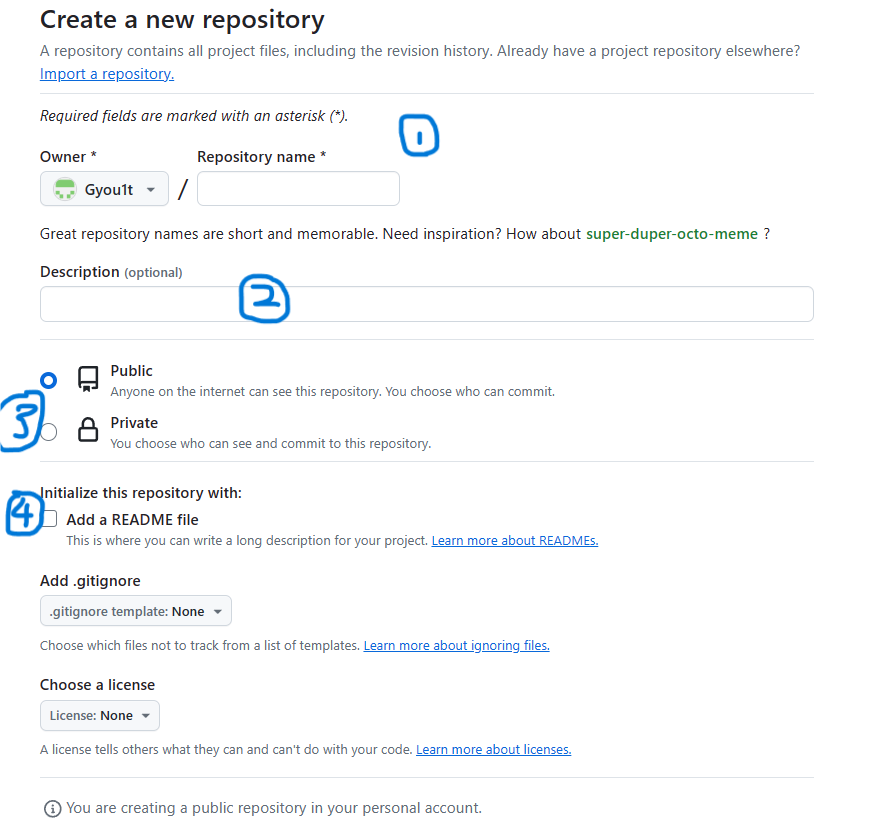 Create a new repository
A repository contains all project files, including the revision history. Already have a project repository elsewhere?
Import a repository.
Required fields are marked with an asterisk (*).
1
Owner * Repository name *
Gyou1t /
Great repository names are short and memorable. Need inspiration? How about super-duper-octo-meme ?
Description (optional)
2
Public
Anyone on the internet can see this repository. You choose who can commit.
3
Private
You choose who can see and commit to this repository.
Initialize this repository with:
4
Add a README file
This is where you can write a long description for your project. Learn more about READMEs.
Add .gitignore
.gitignore template: None
Choose which files not to track from a list of templates. Learn more about ignoring files.
Choose a license
License: None
A license tells others what they can and can't do with your code. Learn more about licenses.
You are creating a public repository in your personal account.